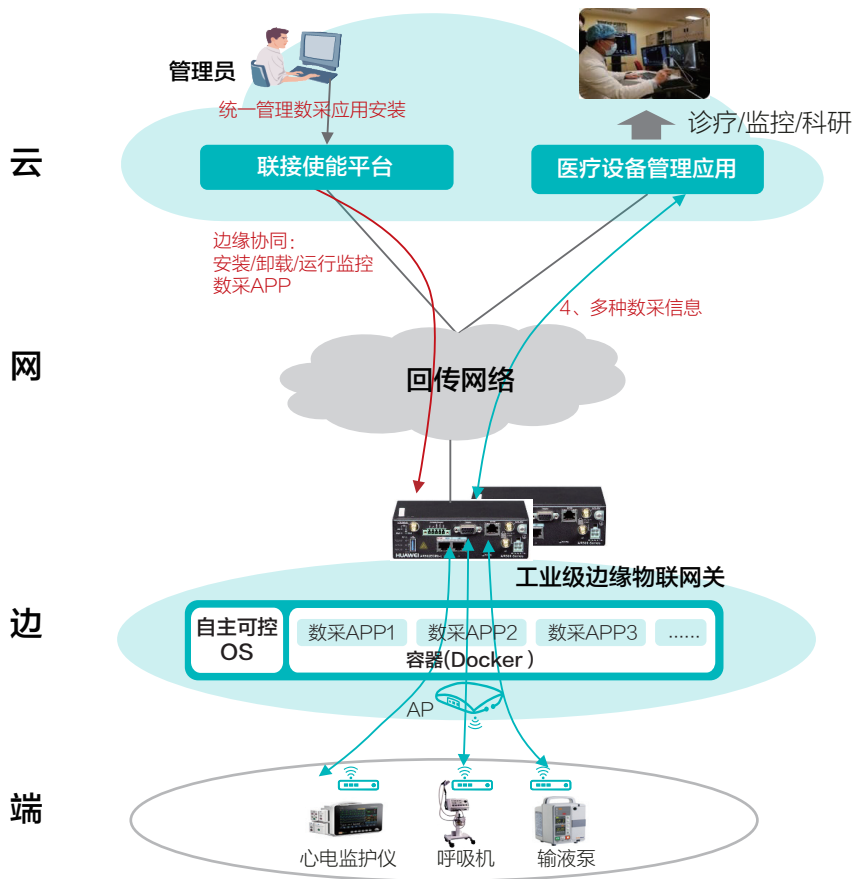 管理员
统一管理数采应用安装
诊疗/监控/科研
云
联接使能平台
医疗设备管理应用
边缘协同：
安装/卸载/运行监控
数采APP
4、多种数采信息
网
回传网络
HUAWEI
工业级边缘物联网关
边
自主可控
OS
数采APP1
数采APP2
数采APP3
......
容器(Docker）
AP
端
心电监护仪
呼吸机
输液泵